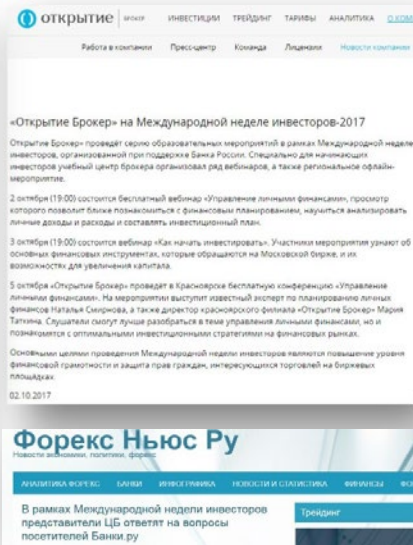 открытие БРОКЕР ИНВЕСТИЦИИ ТРЕЙДИНГ ТАРИФЫ АНАЛИТИКА О КОМ
Работа в компании Пресс-центр Команда Лицензии Новости компании
«Открытие Брокер» на Международной неделе инвесторов-2017
Открытие Брокер» проведёт серию образовательных мероприятий в рамках Международной неделе
инвесторов, организованной при поддержке Банка России. Специально для начинающих
инвесторов учебный центр брокера организовал ряд вебинаров, а также региональное офлайн-
мероприятие.
2 октября (19:00) состоится бесплатный вебинар «Управление личными финансами», просмотр
которого позволит ближе познакомиться с финансовым планированием, научиться анализировать
личные доходы и расходы и составлять инвестиционный план.
3 октября (19:00) состоится вебинар «Как начать инвестировать». Участники мероприятия узнают об
основных финансовых инструментах, которые обращаются на Московской бирже, и их
возможностях для увеличения капитала.
5 октября «Открытие Брокер» проведёт в Красноярске бесплатную конференцию «Управление
личными финансами». На мероприятии выступит известный эксперт по планированию личных
финансов Наталья Смирнова, а также директор красноярского филиала «Открытие Брокер» Мария
Таткина. Слушатели смогут лучше разобраться в теме управления личными финансами, но и
познакомятся с оптимальными инвестиционными стратегиями на финансовых рынках.
Основными целями проведения Международной недели инвесторов являются повышение уровня
финансовой грамотности и защита прав граждан, интересующихся торговлей на биржевых
площадках.
02.10.2017
Форекс Ньюс Ру
Новости экономики, политики, форекс
АНАЛИТИКА ФОРЕКС БАНКИ ИНФОГРАФИКА НОВОСТИ И СТАТИСТИКА ФИНАНСЫ ФО
В рамках Международной недели инвесторов
представители ЦБ ответят на вопросы
посетителей Банки.ру
Трейдинг